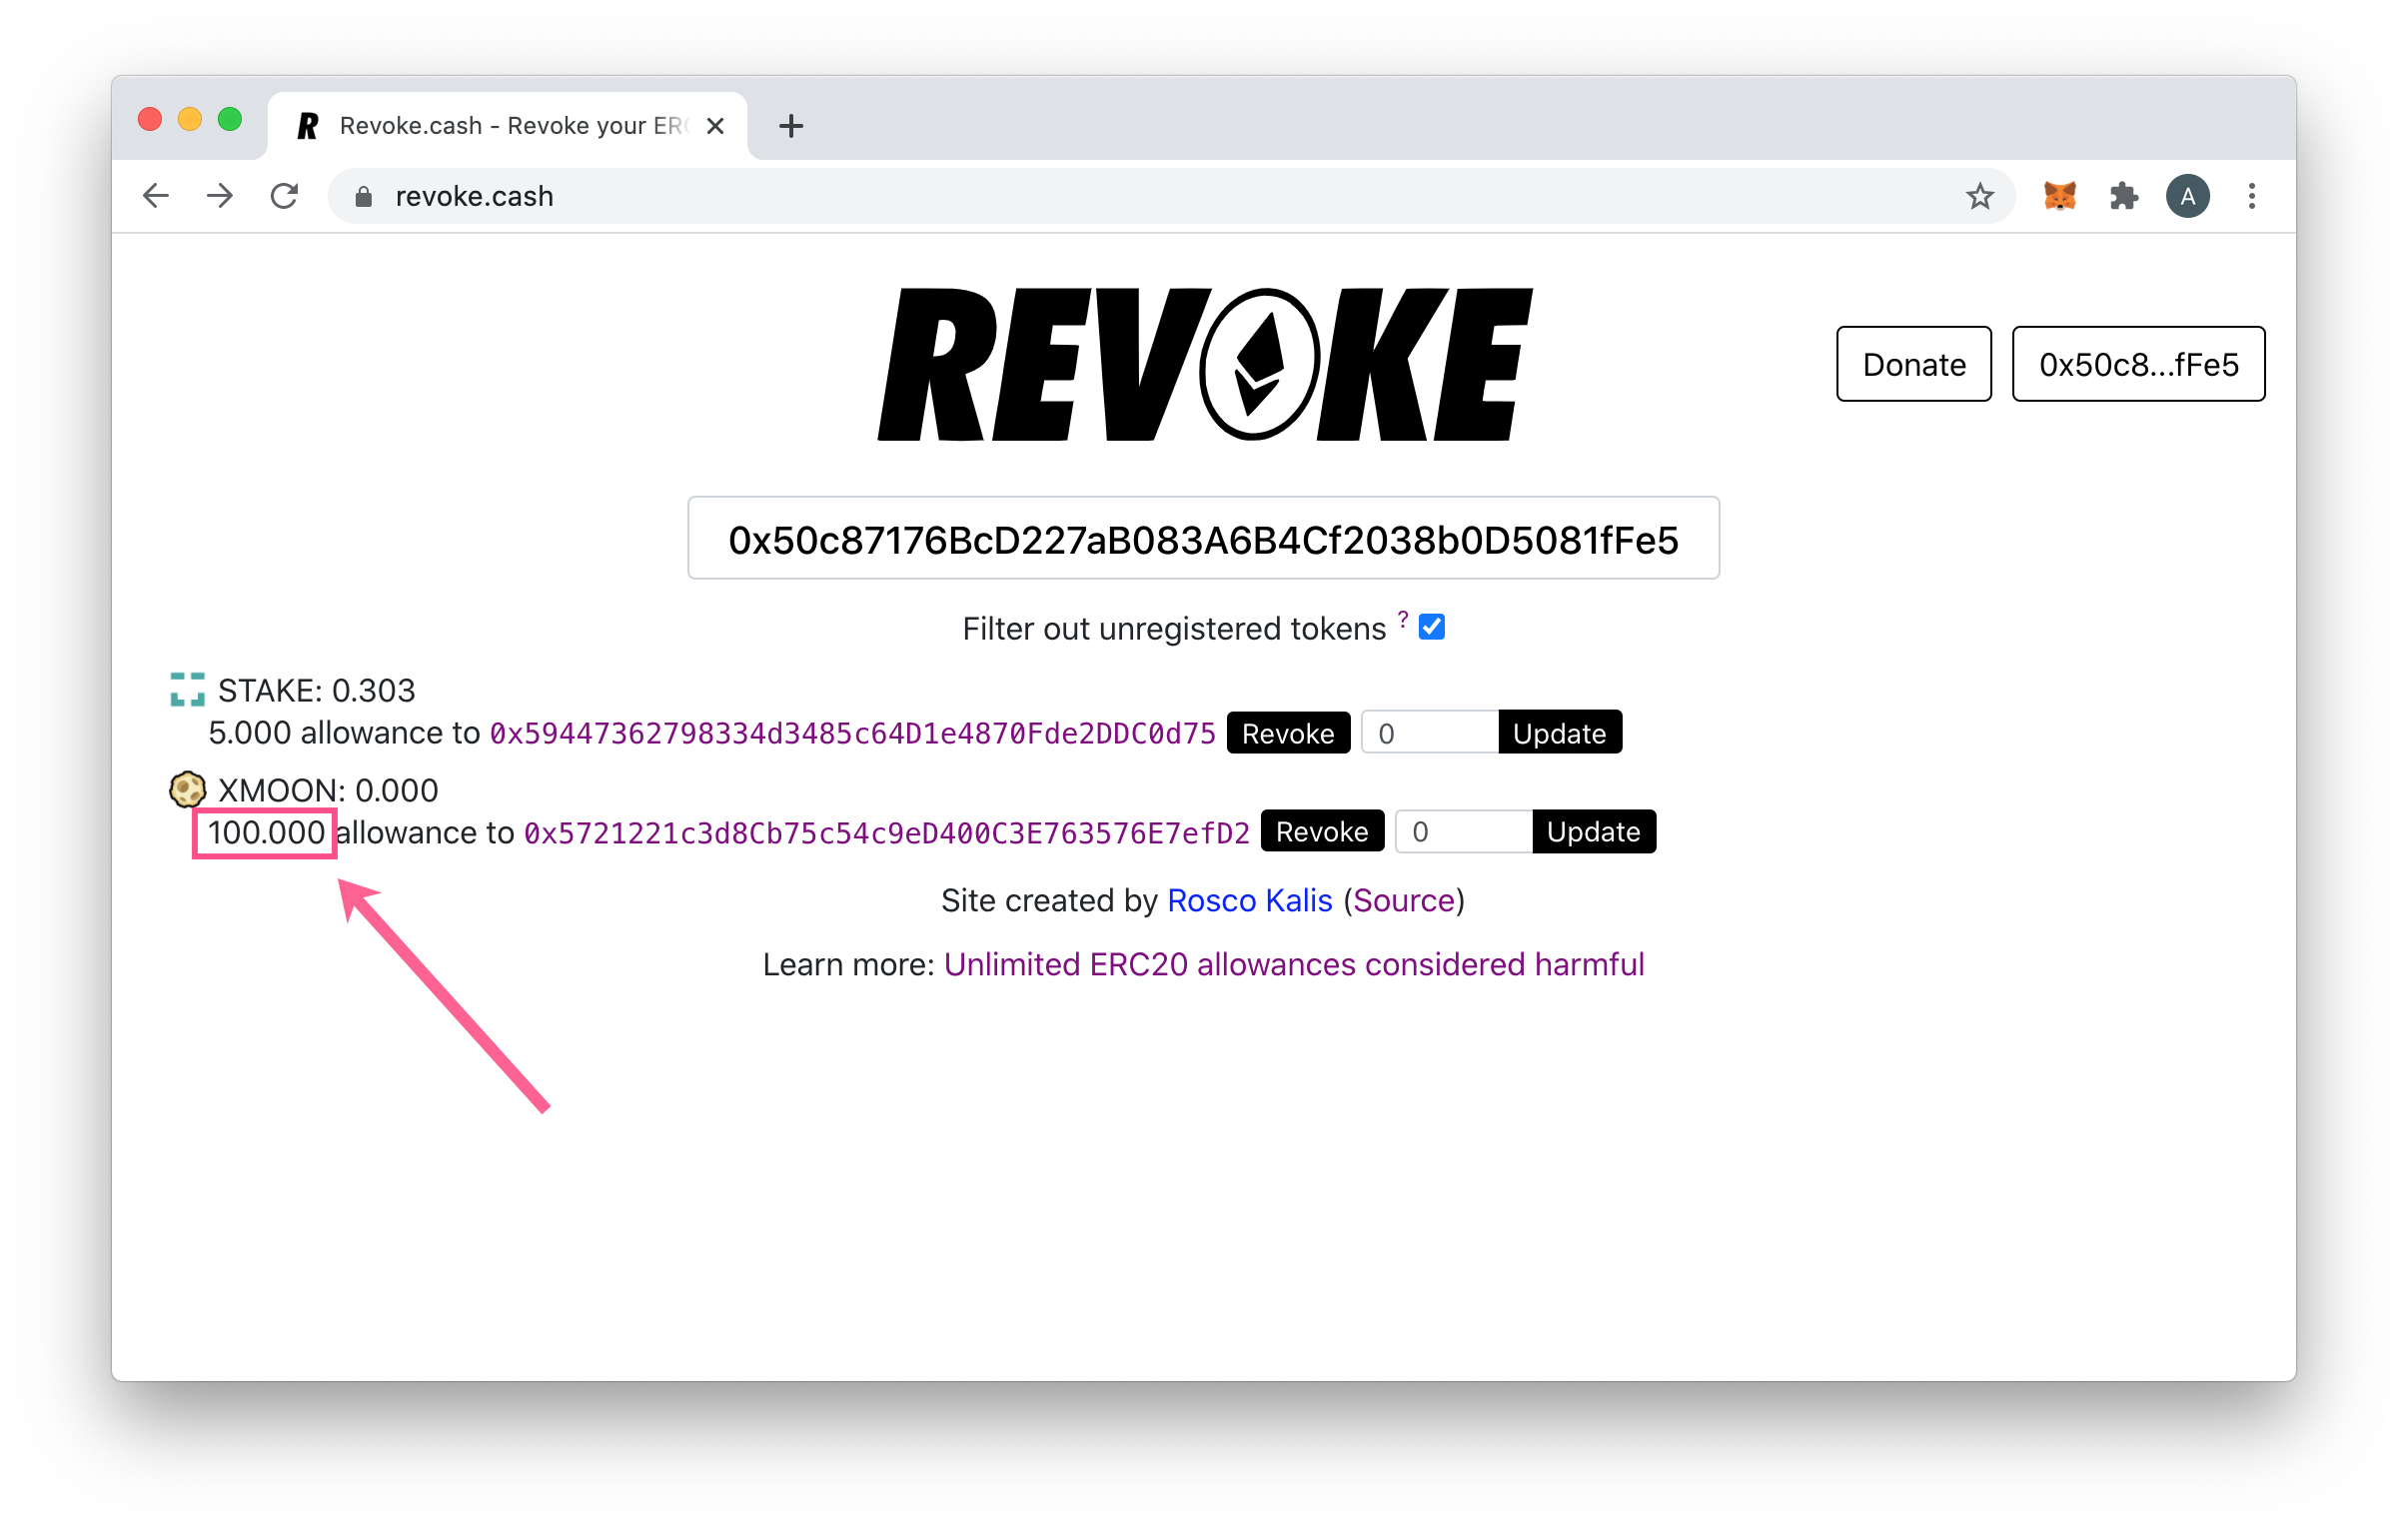 Revoke.cash - Revoke your ERC
revoke.cash
A
REVOKE
Donate
0x50c8...fFe5
0x50c87176BcD227aB083A6B4Cf2038b0D5081fFe5
Filter out unregistered tokens ?
STAKE: 0.303
5.000 allowance to 0x59447362798334d3485c64D1e4870Fde2DDC0d75 Revoke 0 Update
XMOON: 0.000
100.000 allowance to 0x5721221c3d8Cb75c54c9eD400C3E763576E7efD2 Revoke 0 Update
Site created by Rosco Kalis (Source)
Learn more: Unlimited ERC20 allowances considered harmful